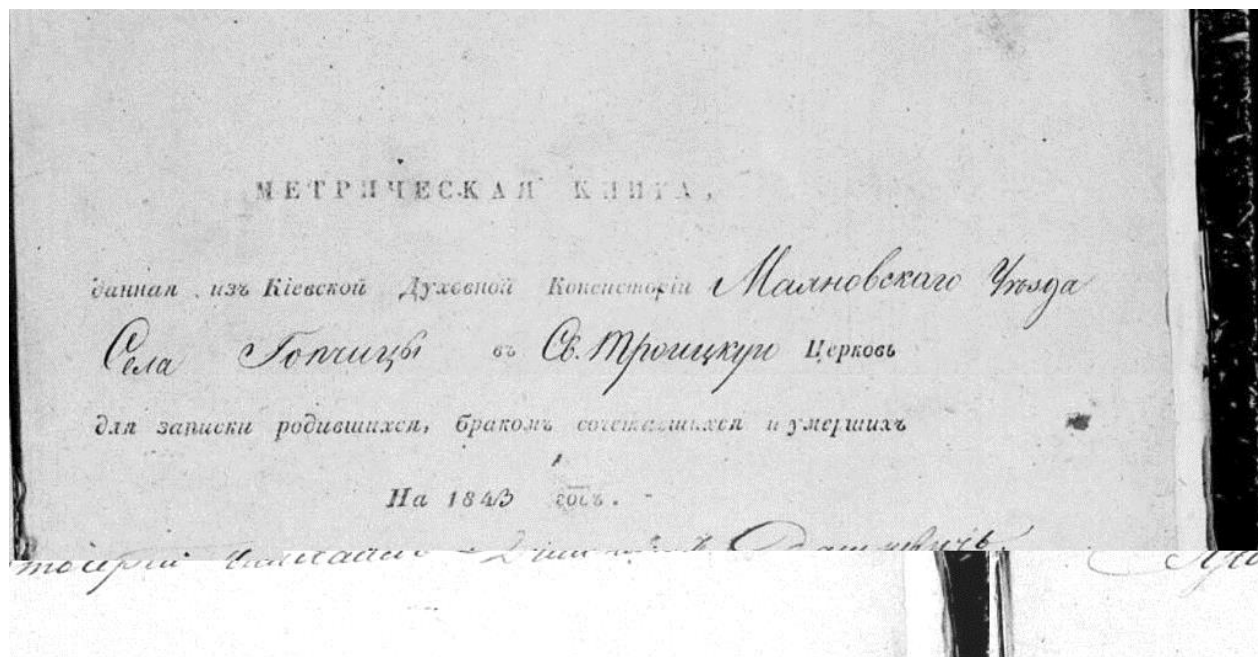 МЕТРИЧЕСКАЯ КНИГА,
данная изъ Кіевской Духовной Консисторіи Махновскаго Уѣзда
Села Гопчицы въ Св. Троицкую Церковь
для записки родившихся, бракомъ сочетавшихся и умершихъ
На 1843 годъ.